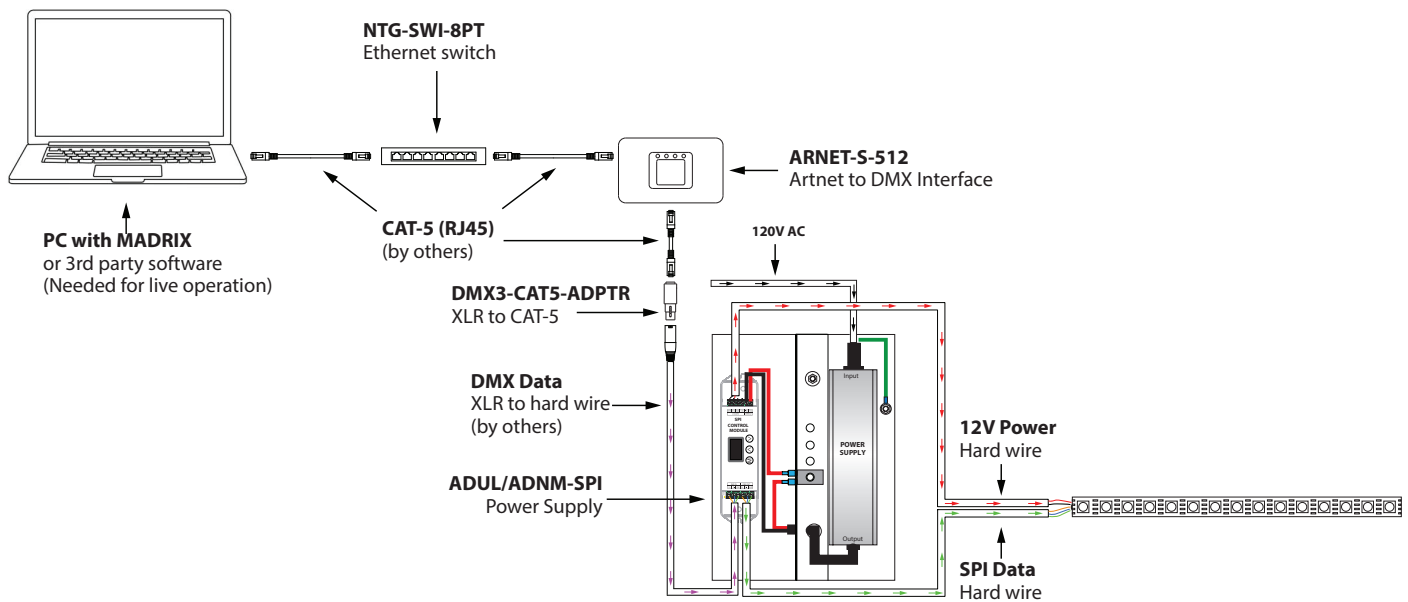 NTG-SWI-8PT
Ethernet switch
ARNET-S-512
Artnet to DMX Interface
PC with MADRIX
or 3rd party software
(Needed for live operation)
CAT-5 (RJ45)
(by others)
120V AC
DMX3-CAT5-ADPTR
XLR to CAT-5
DMX Data
XLR to hard wire
(by others)
Input
SPI
CONTROL
MODULE
POWER
SUPPLY
12V Power
Hard wire
ADUL/ADNM-SPI
Power Supply
Output
SPI Data
Hard wire